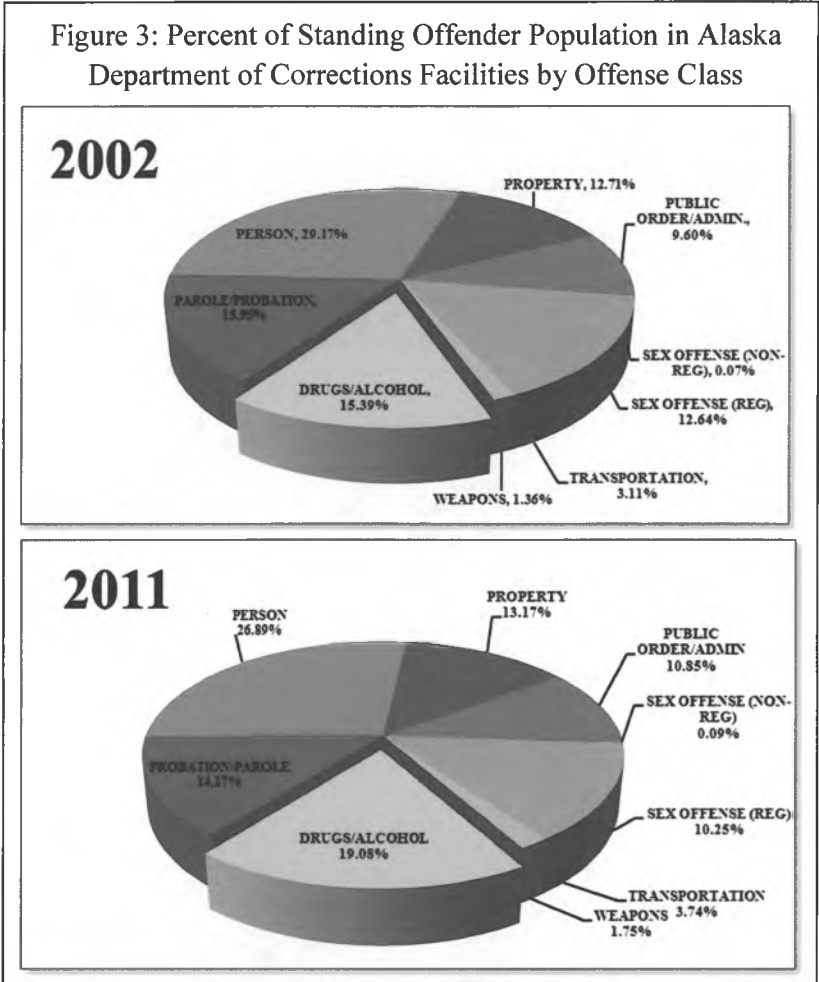 Figure 3: Percent of Standing Offender Population in Alaska
Department of Corrections Facilities by Offense Class
2002
PROPERTY, 12.71%
PUBLIC
ORDER/ADMIN.,
9.60%
PERSON, 29.17%
PAROLE/PROBATION,
15.95%
SEX OFFENSE (NON-
REG), 0.07%
DRUGS/ALCOHOL,
15.39%
SEX OFFENSE (REG),
12.64%
TRANSPORTATION,
3.11%
WEAPONS, 1.36%
2011
PERSON
26.89%
PROPERTY
13.17%
PUBLIC
ORDER/ADMIN
10.85%
SEX OFFENSE (NON-
REG)
0.09%
PROBATION/PAROLE
14.17%
DRUGS/ALCOHOL
19.08%
SEX OFFENSE (REG)
10.25%
TRANSPORTATION
3.74%
WEAPONS
1.75%